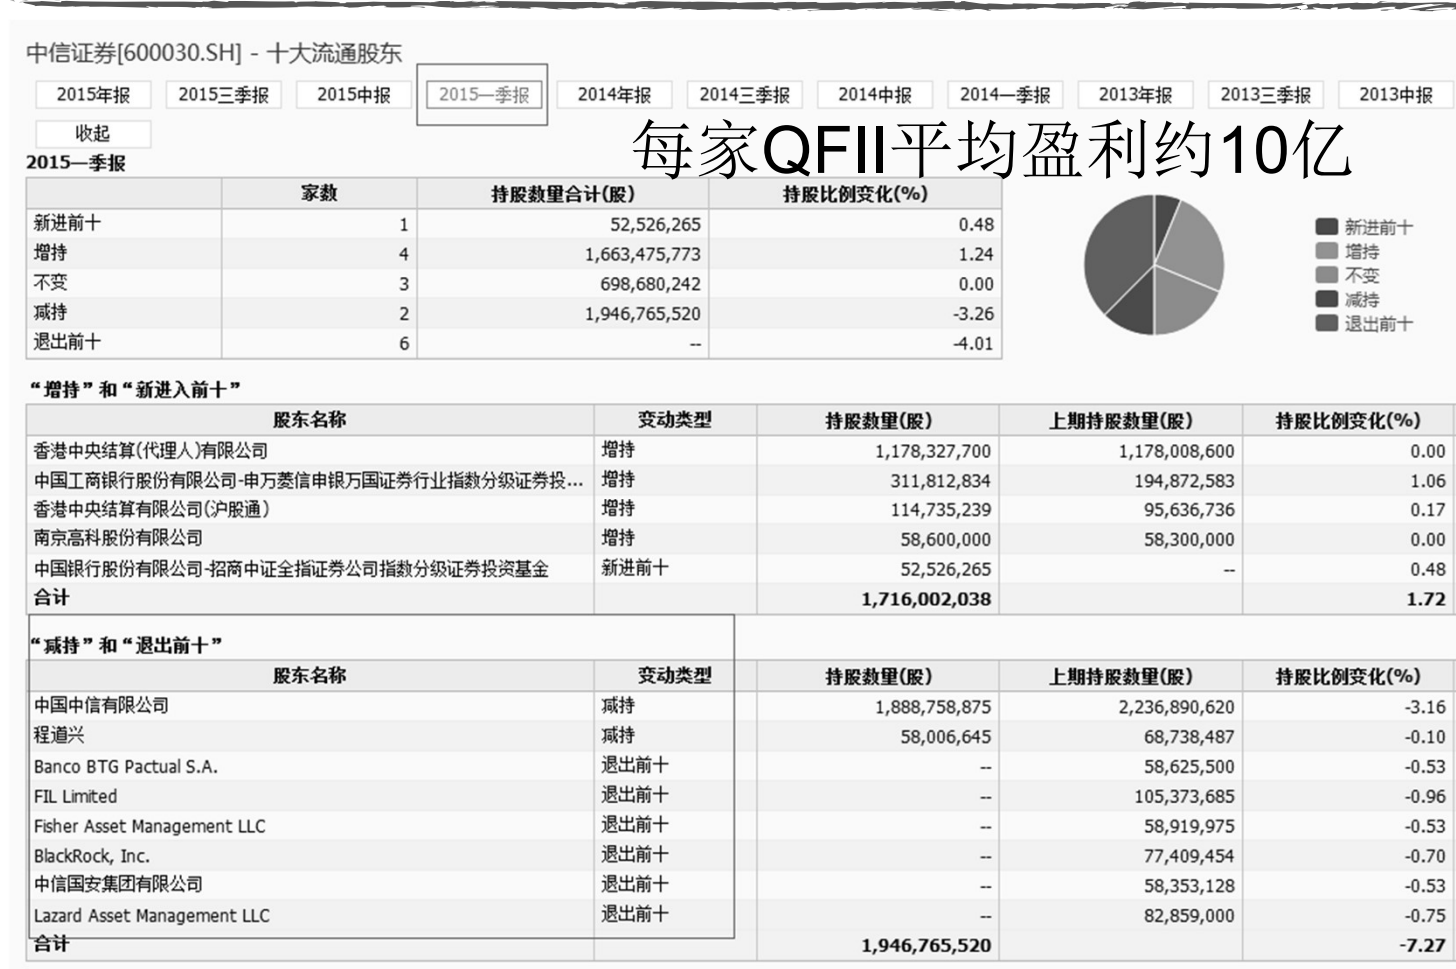 中信证券[600030.SH] - 十大流通股东
2015年报 2015三季报 2015中报 2015一季报 2014年报 2014三季报 2014中报 2014一季报 2013年报 2013三季报 2013中报
收起
每家QFII平均盈利约10亿
2015一季报
家数 持股数量合计(股) 持股比例变化(%)
新进前十 1 52,526,265 0.48
增持 4 1,663,475,773 1.24
不变 3 698,680,242 0.00
减持 2 1,946,765,520 -3.26
退出前十 6 -- -4.01
新进前十
增持
不变
减持
退出前十
“增持”和“新进入前十”
股东名称 变动类型 持股数量(股) 上期持股数量(股) 持股比例变化(%)
香港中央结算(代理人)有限公司 增持 1,178,327,700 1,178,008,600 0.00
中国工商银行股份有限公司-申万菱信申银万国证券行业指数分级证券投... 增持 311,812,834 194,872,583 1.06
香港中央结算有限公司(沪股通) 增持 114,735,239 95,636,736 0.17
南京高科股份有限公司 增持 58,600,000 58,300,000 0.00
中国银行股份有限公司-招商中证全指证券公司指数分级证券投资基金 新进前十 52,526,265 -- 0.48
合计 1,716,002,038 1.72
“减持”和“退出前十”
股东名称 变动类型 持股数量(股) 上期持股数量(股) 持股比例变化(%)
中国中信有限公司 减持 1,888,758,875 2,236,890,620 -3.16
程道兴 减持 58,006,645 68,738,487 -0.10
Banco BTG Pactual S.A. 退出前十 -- 58,625,500 -0.53
FIL Limited 退出前十 -- 105,373,685 -0.96
Fisher Asset Management LLC 退出前十 -- 58,919,975 -0.53
BlackRock, Inc. 退出前十 -- 77,409,454 -0.70
中信国安集团有限公司 退出前十 -- 58,353,128 -0.53
Lazard Asset Management LLC 退出前十 -- 82,859,000 -0.75
合计 1,946,765,520 -7.27